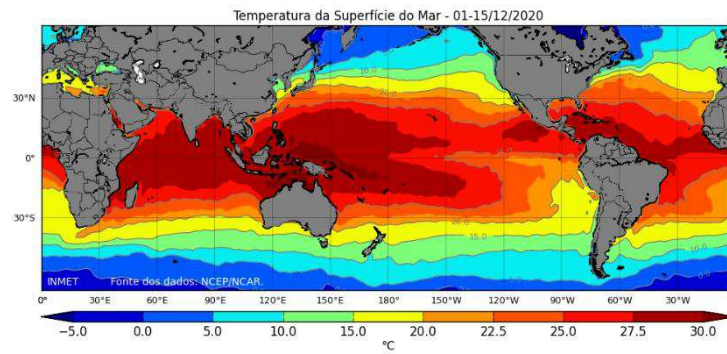 Temperatura da Superfície do Mar - 01-15/12/2020
30°N
0°
30°S
INMET Fonte dos dados: NCEP/NCAR.
0° 30°E 60°E 90°E 120°E 150°E 180° 150°W 120°W 90°W 60°W 30°W
-5.0 0.0 5.0 10.0 15.0 20.0 22.5 25.0 27.5 30.0
°C